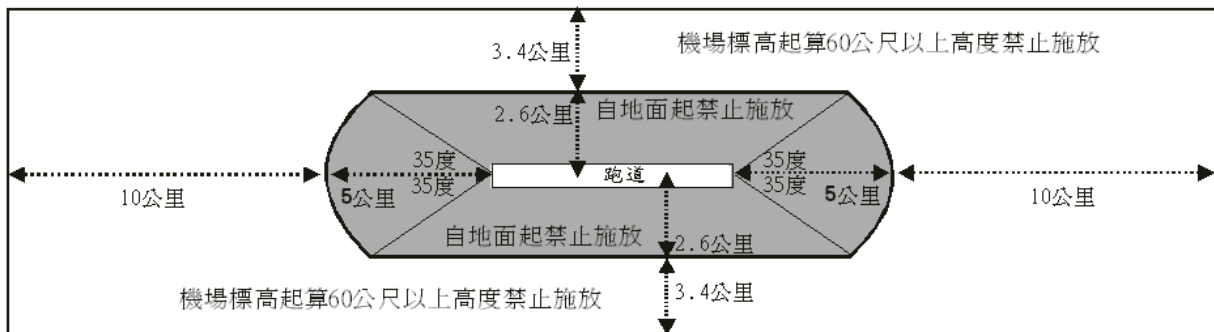 3.4公里
機場標高起算60公尺以上高度禁止施放
2.6公里
自地面起禁止施放
35度
35度
跑道
35度
35度
10公里
5公里
5公里
10公里
自地面起禁止施放
2.6公里
機場標高起算60公尺以上高度禁止施放
3.4公里